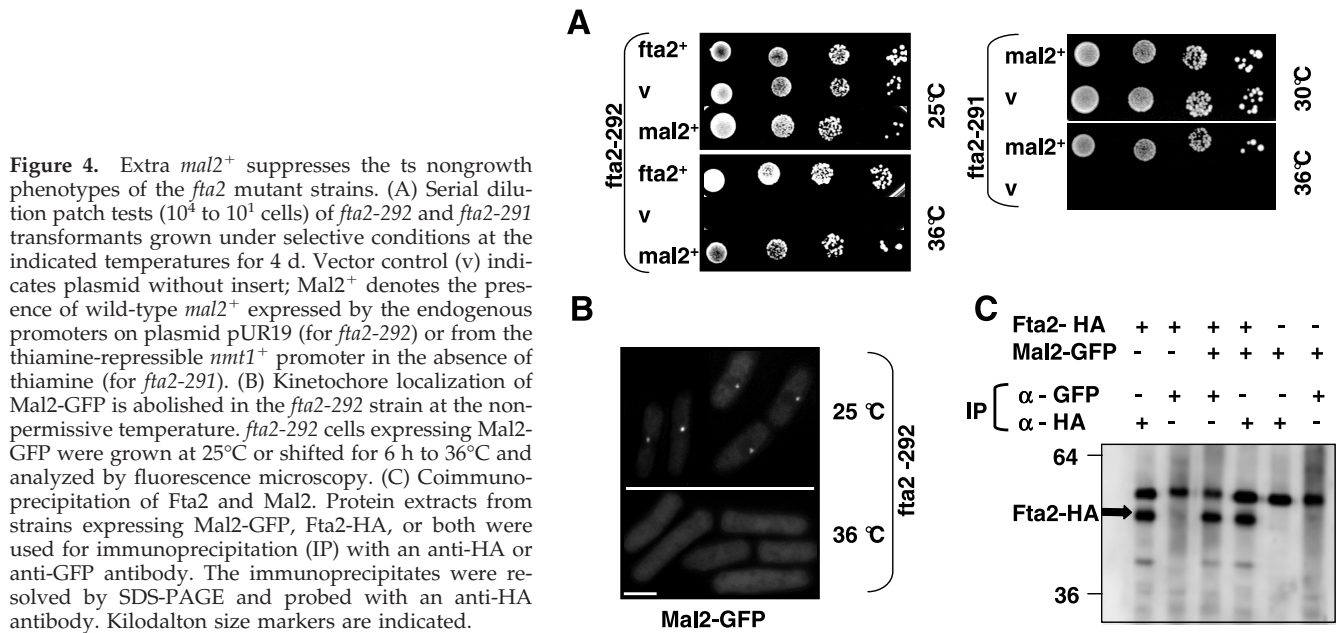 Figure 4. Extra mal2⁺ suppresses the ts nongrowth
phenotypes of the fta2 mutant strains. (A) Serial dilu-
tion patch tests (10⁴ to 10¹ cells) of fta2-292 and fta2-291
transformants grown under selective conditions at the
indicated temperatures for 4 d. Vector control (v) indi-
cates plasmid without insert; Mal2⁺ denotes the pres-
ence of wild-type mal2⁺ expressed by the endogenous
promoters on plasmid pUR19 (for fta2-292) or from the
thiamine-repressible nmt1⁺ promoter in the absence of
thiamine (for fta2-291). (B) Kinetochore localization of
Mal2-GFP is abolished in the fta2-292 strain at the non-
permissive temperature. fta2-292 cells expressing Mal2-
GFP were grown at 25°C or shifted for 6 h to 36°C and
analyzed by fluorescence microscopy. (C) Coimmuno-
precipitation of Fta2 and Mal2. Protein extracts from
strains expressing Mal2-GFP, Fta2-HA, or both were
used for immunoprecipitation (IP) with an anti-HA or
anti-GFP antibody. The immunoprecipitates were re-
solved by SDS-PAGE and probed with an anti-HA
antibody. Kilodalton size markers are indicated.
A
fta2-292
fta2⁺
v
mal2⁺
25°C
fta2⁺
v
mal2⁺
36°C
fta2-291
mal2⁺
v
30°C
mal2⁺
v
36°C
B
25 °C
36 °C
fta2 -292
Mal2-GFP
C
Fta2- HA + + + + - -
Mal2-GFP - - + + + +
IP
α - GFP - + + - - +
α - HA + - - + + -
64
Fta2-HA
36